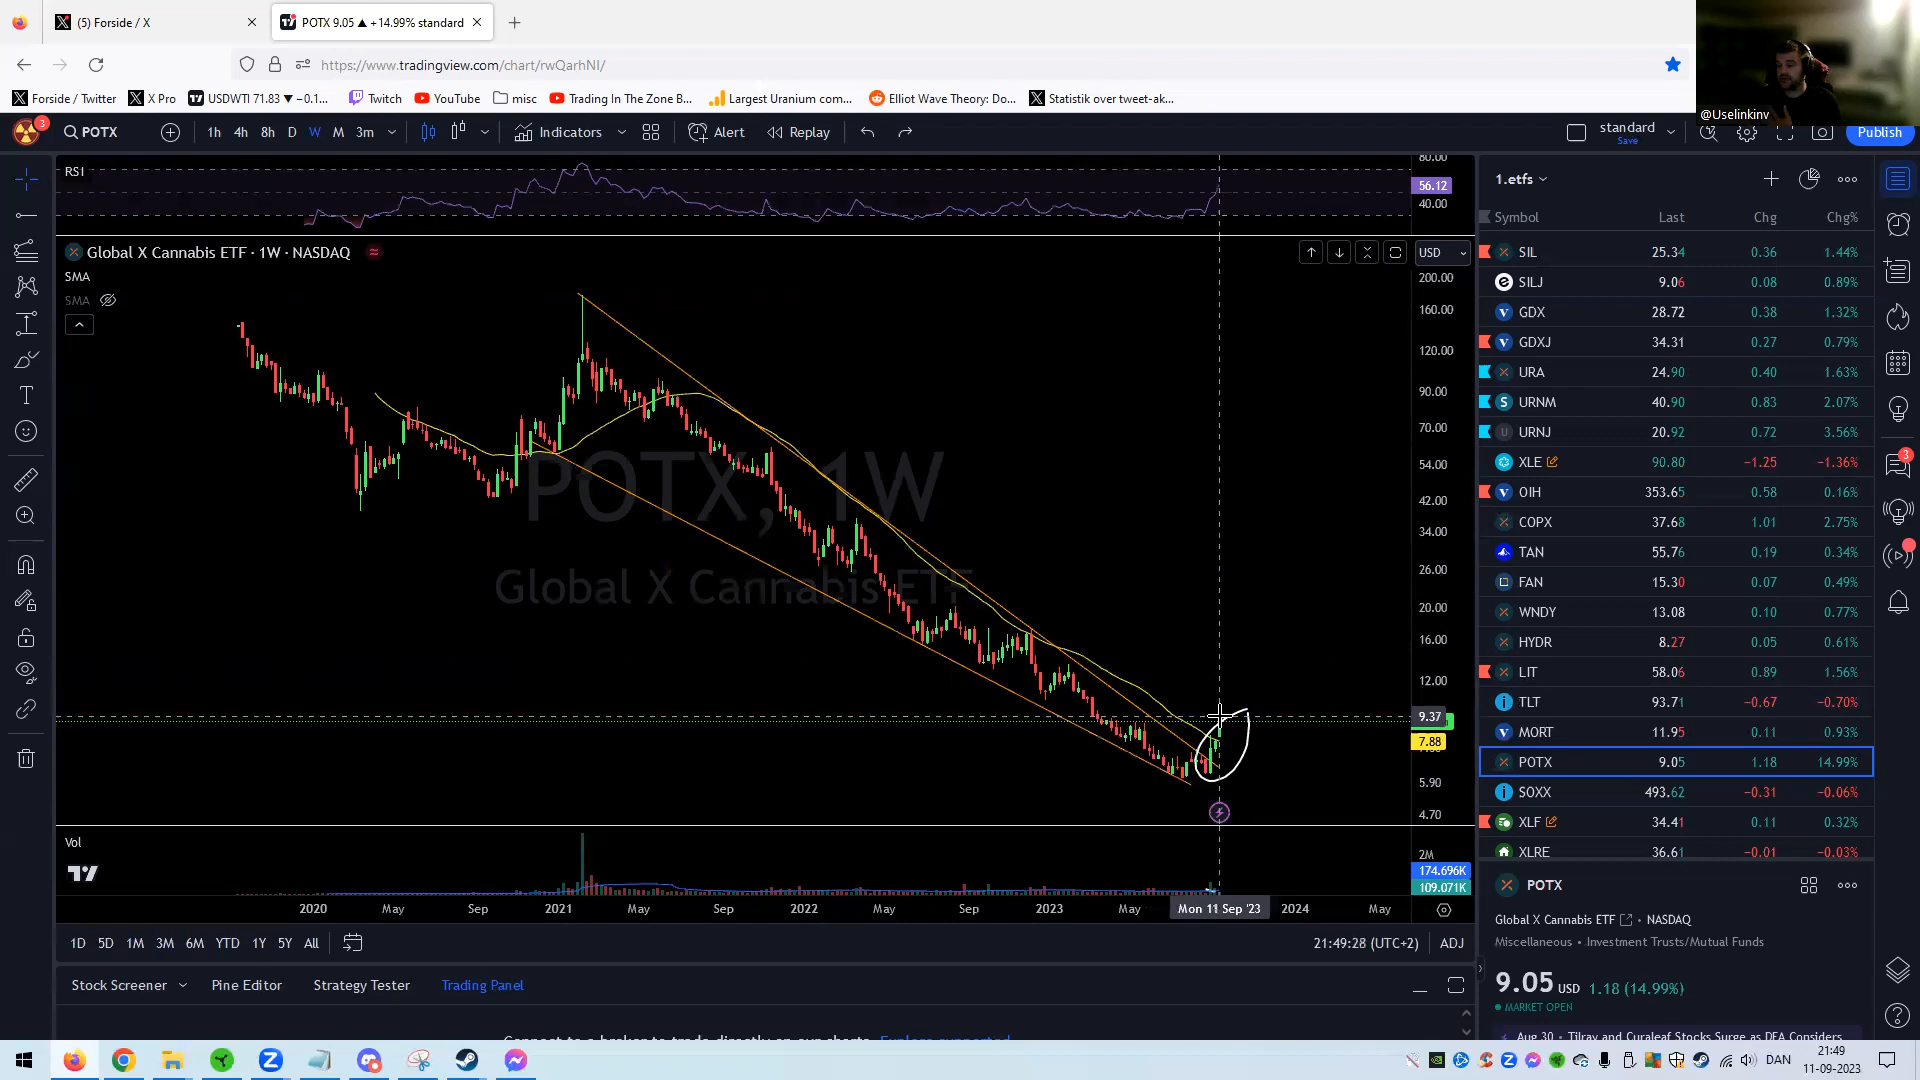 (5) Forside / X
POTX 9.05 ▲ +14.99% standard
https://www.tradingview.com/chart/rwQarhNI/
Forside / Twitter
X Pro
USDWTI 71.83 ▼ −0.1...
Twitch
YouTube
misc
Trading In The Zone B...
Largest Uranium com...
Elliot Wave Theory: Do...
Statistik over tweet-ak...
@Uselinkinv
3
POTX
1h 4h 8h D W M 3m
Indicators
Alert
Replay
standard
Save
Publish
RSI
80.00
56.12
40.00
Global X Cannabis ETF · 1W · NASDAQ
SMA
SMA
USD
POTX, 1W
Global X Cannabis ETF
200.00
160.00
120.00
90.00
70.00
54.00
42.00
34.00
26.00
20.00
16.00
12.00
9.37
7.88
5.90
4.70
Vol
2M
174.696K
109.071K
2020 May Sep 2021 May Sep 2022 May Sep 2023 May Mon 11 Sep '23 2024 May
1D 5D 1M 3M 6M YTD 1Y 5Y All
21:49:28 (UTC+2) ADJ
Stock Screener Pine Editor Strategy Tester Trading Panel
1.etfs
Symbol Last Chg Chg%
SIL 25.34 0.36 1.44%
SILJ 9.06 0.08 0.89%
GDX 28.72 0.38 1.32%
GDXJ 34.31 0.27 0.79%
URA 24.90 0.40 1.63%
URNM 40.90 0.83 2.07%
URNJ 20.92 0.72 3.56%
XLE 90.80 −1.25 −1.36%
OIH 353.65 0.58 0.16%
COPX 37.68 1.01 2.75%
TAN 55.76 0.19 0.34%
FAN 15.30 0.07 0.49%
WNDY 13.08 0.10 0.77%
HYDR 8.27 0.05 0.61%
LIT 58.06 0.89 1.56%
TLT 93.71 −0.67 −0.70%
MORT 11.95 0.11 0.93%
POTX 9.05 1.18 14.99%
SOXX 493.62 −0.31 −0.06%
XLF 34.41 0.11 0.32%
XLRE 36.61 −0.01 −0.03%
3
POTX
Global X Cannabis ETF · NASDAQ
Miscellaneous · Investment Trusts/Mutual Funds
9.05 USD 1.18 (14.99%)
MARKET OPEN
Aug 30 · Tilray and Curaleaf Stocks Surge as DEA Considers
DAN
21:49
11-09-2023